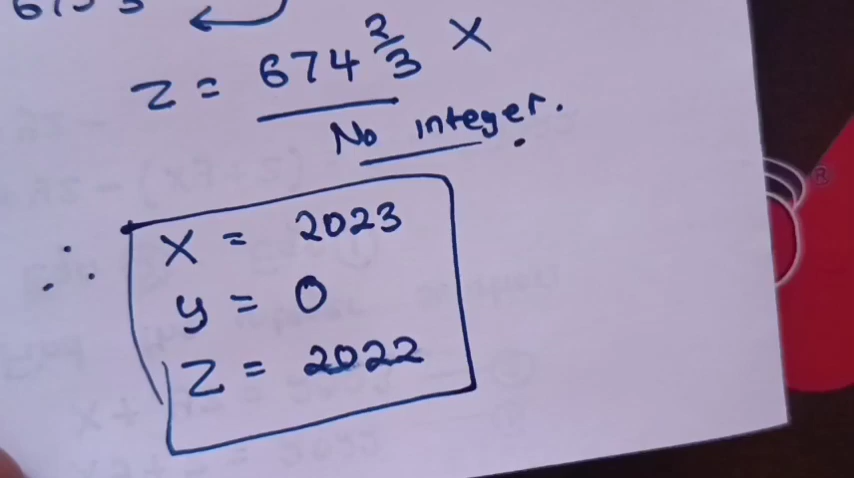 z = 674 2/3 X
No integer.
∴ x = 2023
y = 0
z = 2022
®